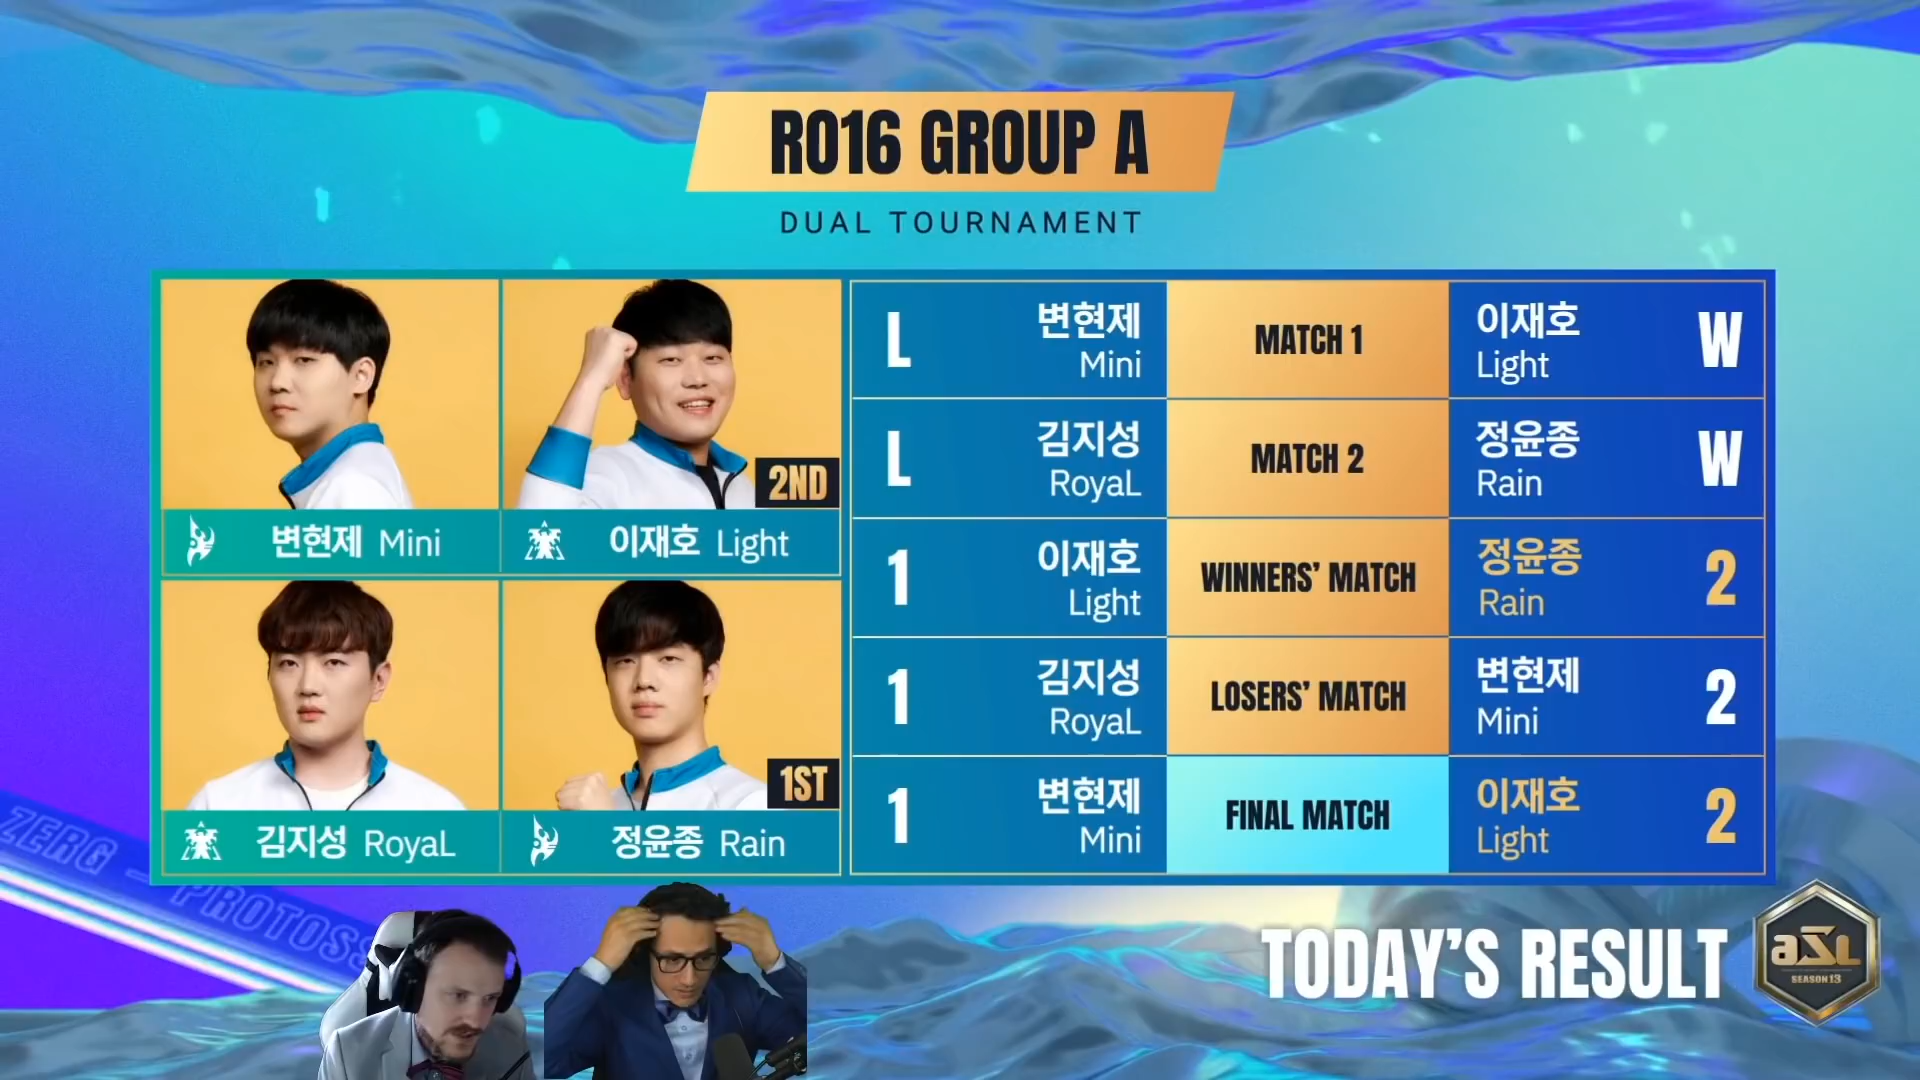 RO16 GROUP A
DUAL TOURNAMENT
2ND
변현제 Mini
이재호 Light
1ST
김지성 RoyaL
정윤종 Rain
L 변현제 Mini MATCH 1 이재호 Light W
L 김지성 RoyaL MATCH 2 정윤종 Rain W
1 이재호 Light WINNERS' MATCH 정윤종 Rain 2
1 김지성 RoyaL LOSERS' MATCH 변현제 Mini 2
1 변현제 Mini FINAL MATCH 이재호 Light 2
ZERG — PROTOSS
TODAY'S RESULT
aSL
SEASON 13